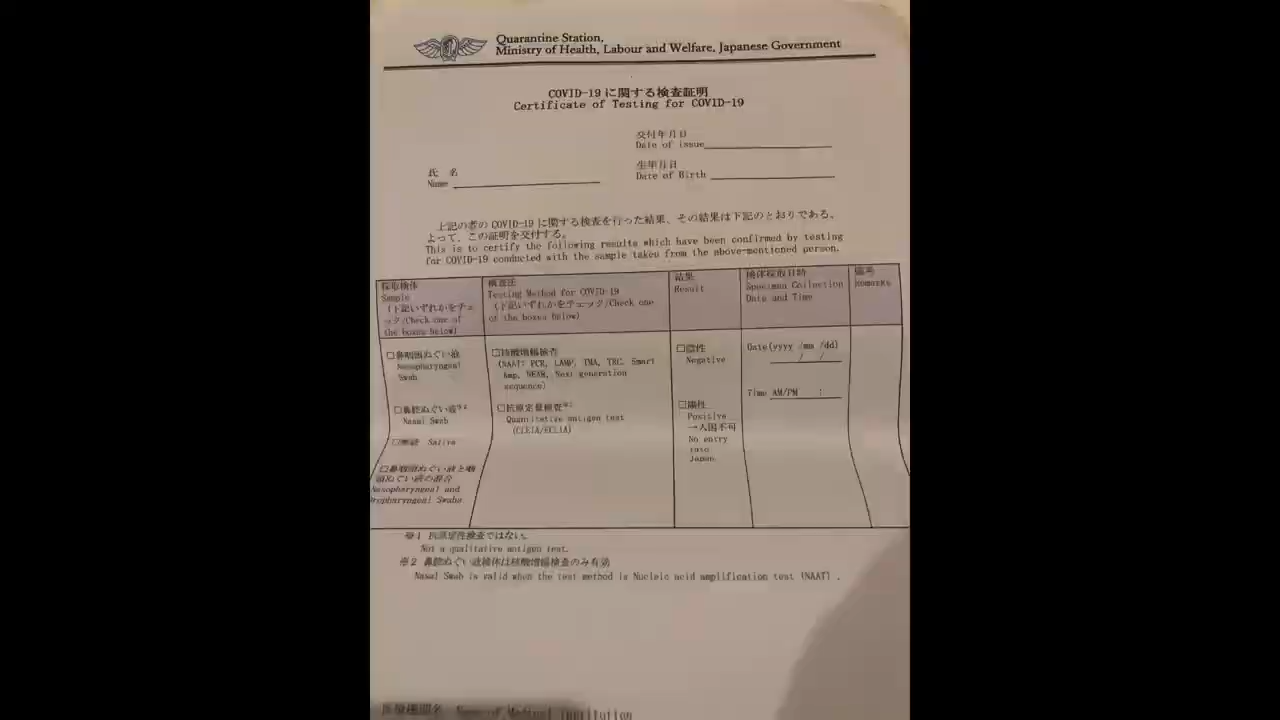 Quarantine Station,
Ministry of Health, Labour and Welfare, Japanese Government
COVID-19 に関する検査証明
Certificate of Testing for COVID-19
交付年月日
Date of issue
氏 名
Name
生年月日
Date of Birth
上記の者の COVID-19 に関する検査を行った結果、その結果は下記のとおりである。
よって、この証明を交付する。
This is to certify the following results which have been confirmed by testing
for COVID-19 conducted with the sample taken from the above-mentioned person.
採取検体
Sample
(下記いずれかをチェ
ック/Check one of
the boxes below)
検査法
Testing Method for COVID-19
(下記いずれかをチェック/Check one
of the boxes below)
結果
Result
検体採取日時
Specimen Collection
Date and Time
備考
Remarks
□鼻咽頭ぬぐい液
Nasopharyngeal
Swab
□鼻腔ぬぐい液※2
Nasal Swab
□唾液 Saliva
□鼻咽頭ぬぐい液と咽
頭ぬぐい液の混合
Nasopharyngeal and
Oropharyngeal Swabs
□核酸増幅検査
(NAAT: PCR, LAMP, TMA, TRC, Smart
Amp, NEAR, Next generation
sequence)
□抗原定量検査※1
Quantitative antigen test
(CLEIA/ECLIA)
□陰性
Negative
□陽性
Positive
→入国不可
No entry
into
Japan.
Date(yyyy /mm /dd)
/ /
Time AM/PM :
※1 抗原定性検査ではない。
Not a qualitative antigen test.
※2 鼻腔ぬぐい液検体は核酸増幅検査のみ有効
Nasal Swab is valid when the test method is Nucleic acid amplification test (NAAT) .
医療機関名 Name of Medical institution